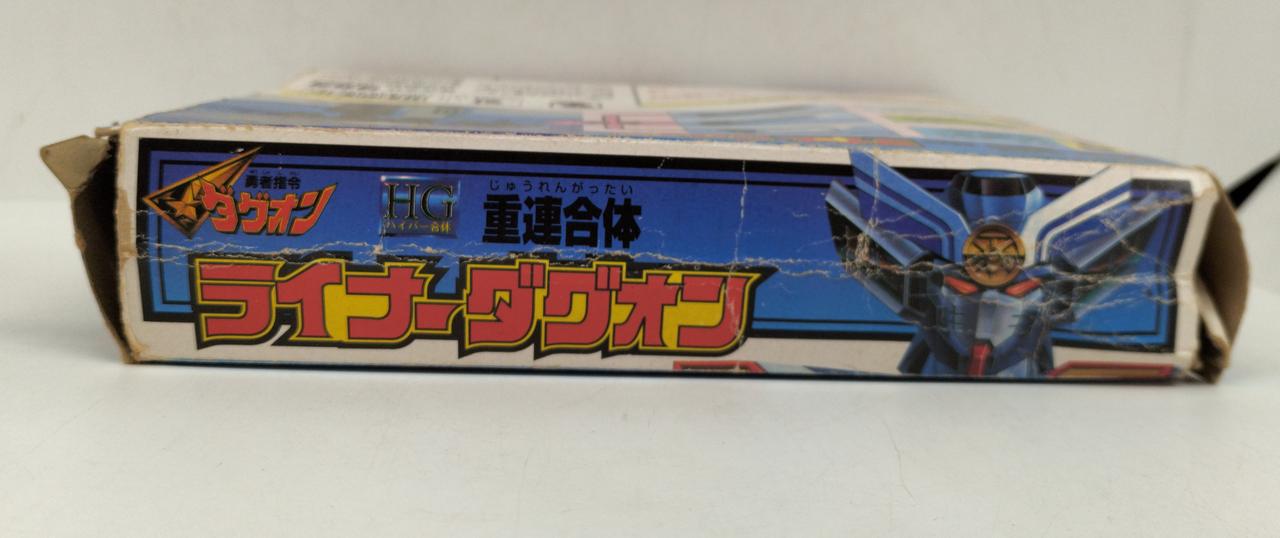 勇者指令
ダグオン
HG
ハイパー合体
じゅうれんがったい
重連合体
ライナーダグオン